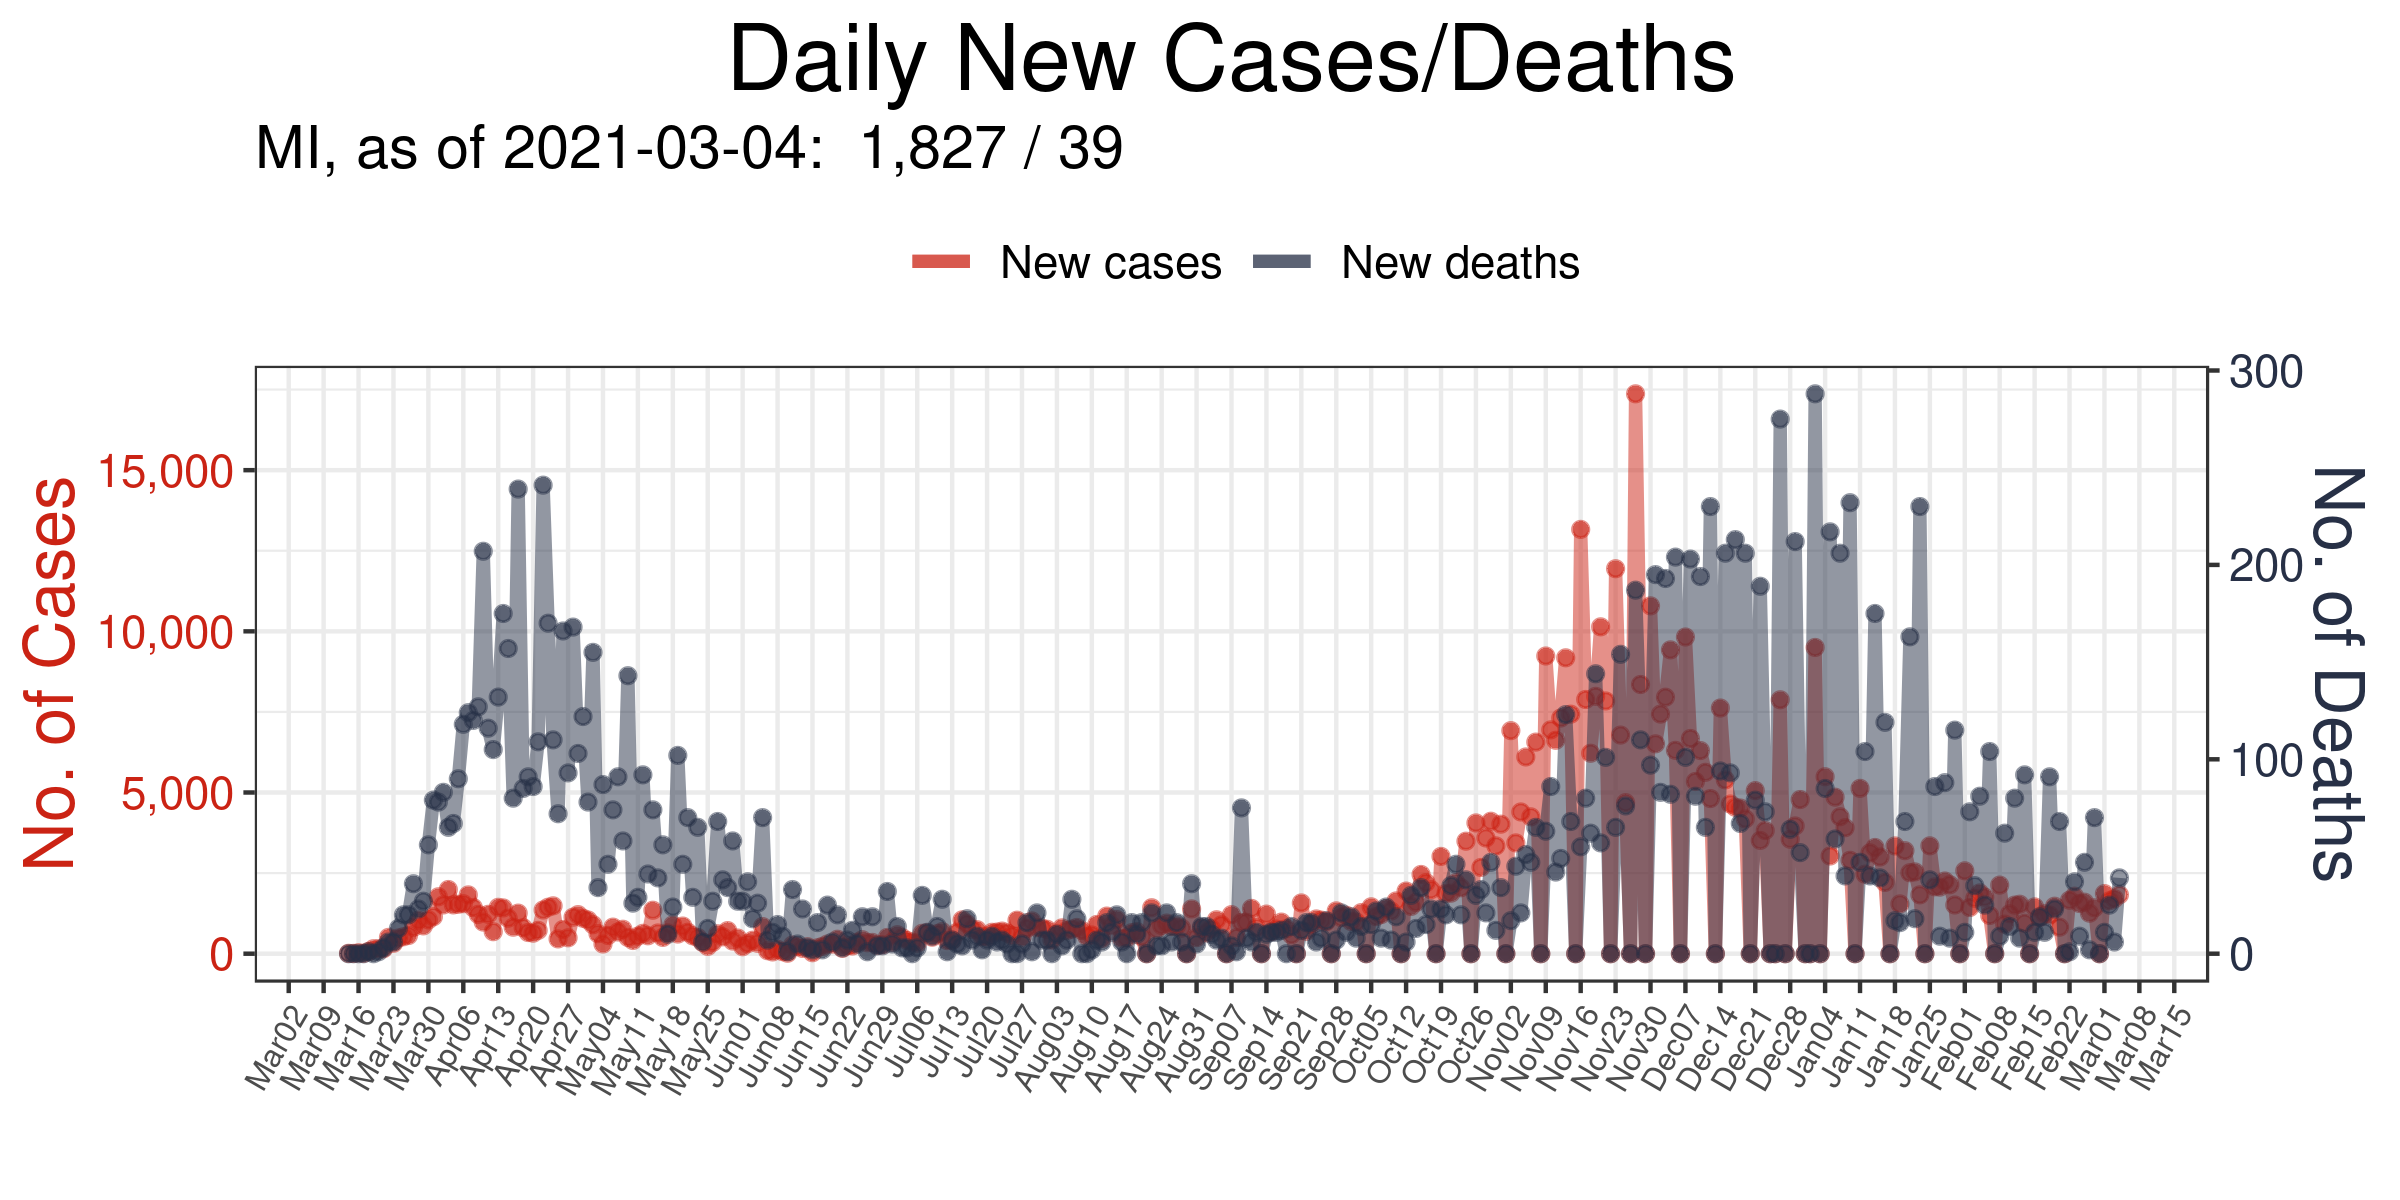 Daily New Cases/Deaths
MI, as of 2021-03-04:  1,827 / 39
New cases
New deaths
No. of Cases
15,000
10,000
5,000
0
300
200
100
0
No. of Deaths
Mar02
Mar09
Mar16
Mar23
Mar30
Apr06
Apr13
Apr20
Apr27
May04
May11
May18
May25
Jun01
Jun08
Jun15
Jun22
Jun29
Jul06
Jul13
Jul20
Jul27
Aug03
Aug10
Aug17
Aug24
Aug31
Sep07
Sep14
Sep21
Sep28
Oct05
Oct12
Oct19
Oct26
Nov02
Nov09
Nov16
Nov23
Nov30
Dec07
Dec14
Dec21
Dec28
Jan04
Jan11
Jan18
Jan25
Feb01
Feb08
Feb15
Feb22
Mar01
Mar08
Mar15